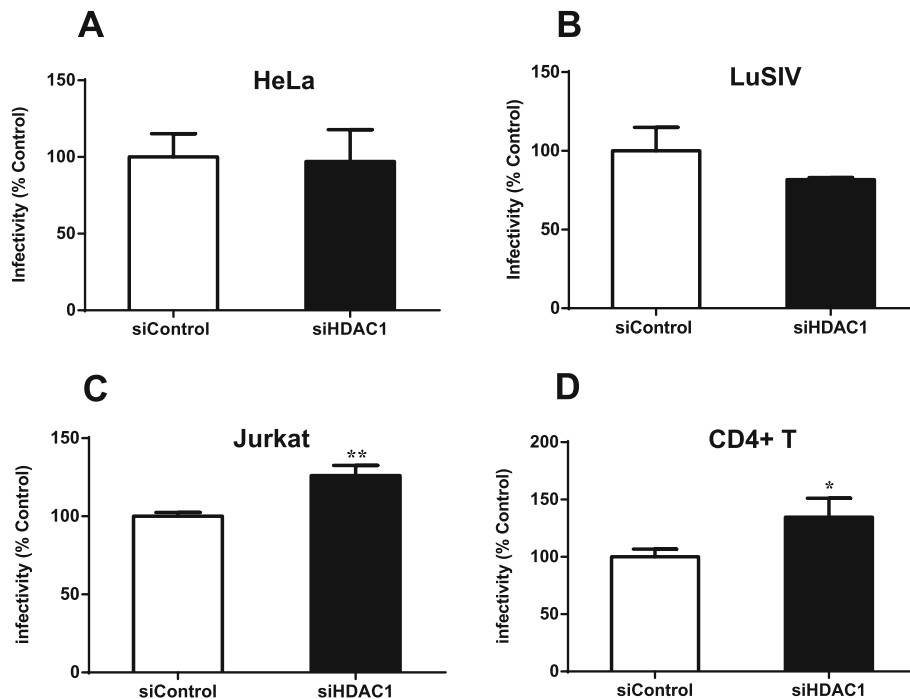 A
HeLa
Infectivity (% Control)
150
100
50
0
siControl siHDAC1
B
LuSIV
Infectivity (% Control)
150
100
50
0
siControl siHDAC1
C
Jurkat
infectivity (% Control)
150
100
50
0
**
siControl siHDAC1
D
CD4+ T
infectivity (% Control)
200
150
100
50
0
*
siControl siHDAC1